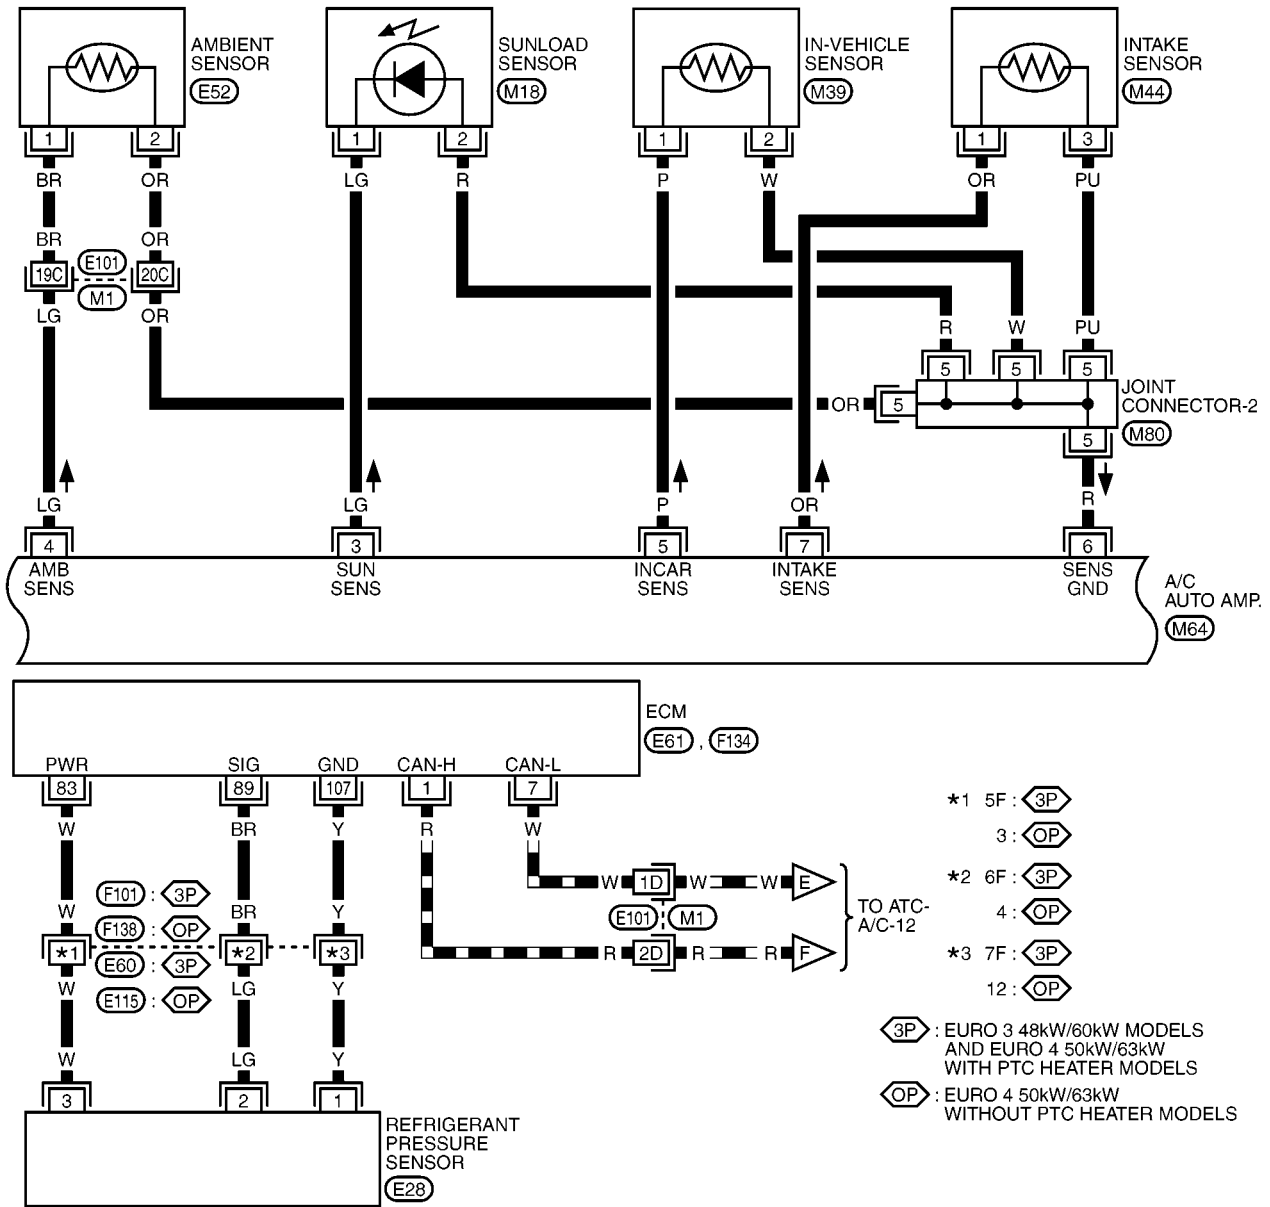 AMBIENT
SENSOR
E52
SUNLOAD
SENSOR
M18
IN-VEHICLE
SENSOR
M39
INTAKE
SENSOR
M44
1 2 1 2 1 2 1 3
BR OR LG R P W OR PU
BR OR
19C E101 20C
M1
LG OR
R W PU
5 5 5
OR 5
JOINT
CONNECTOR-2
M80
5
LG LG P OR R
4 3 5 7 6
AMB
SENS
SUN
SENS
INCAR
SENS
INTAKE
SENS
SENS
GND
A/C
AUTO AMP.
M64
ECM
E61 , F134
PWR SIG GND CAN-H CAN-L
83 89 107 1 7
W BR Y R W
F101 : 3P
F138 : OP
E60 : 3P
E115 : OP
W BR Y
*1 *2 *3
W LG Y
W LG Y
3 2 1
REFRIGERANT
PRESSURE
SENSOR
E28
W 1D W W E
E101 M1
R 2D R R F
TO ATC-
A/C-12
*1 5F : 3P
3 : OP
*2 6F : 3P
4 : OP
*3 7F : 3P
12 : OP
3P : EURO 3 48kW/60kW MODELS
AND EURO 4 50kW/63kW
WITH PTC HEATER MODELS
OP : EURO 4 50kW/63kW
WITHOUT PTC HEATER MODELS